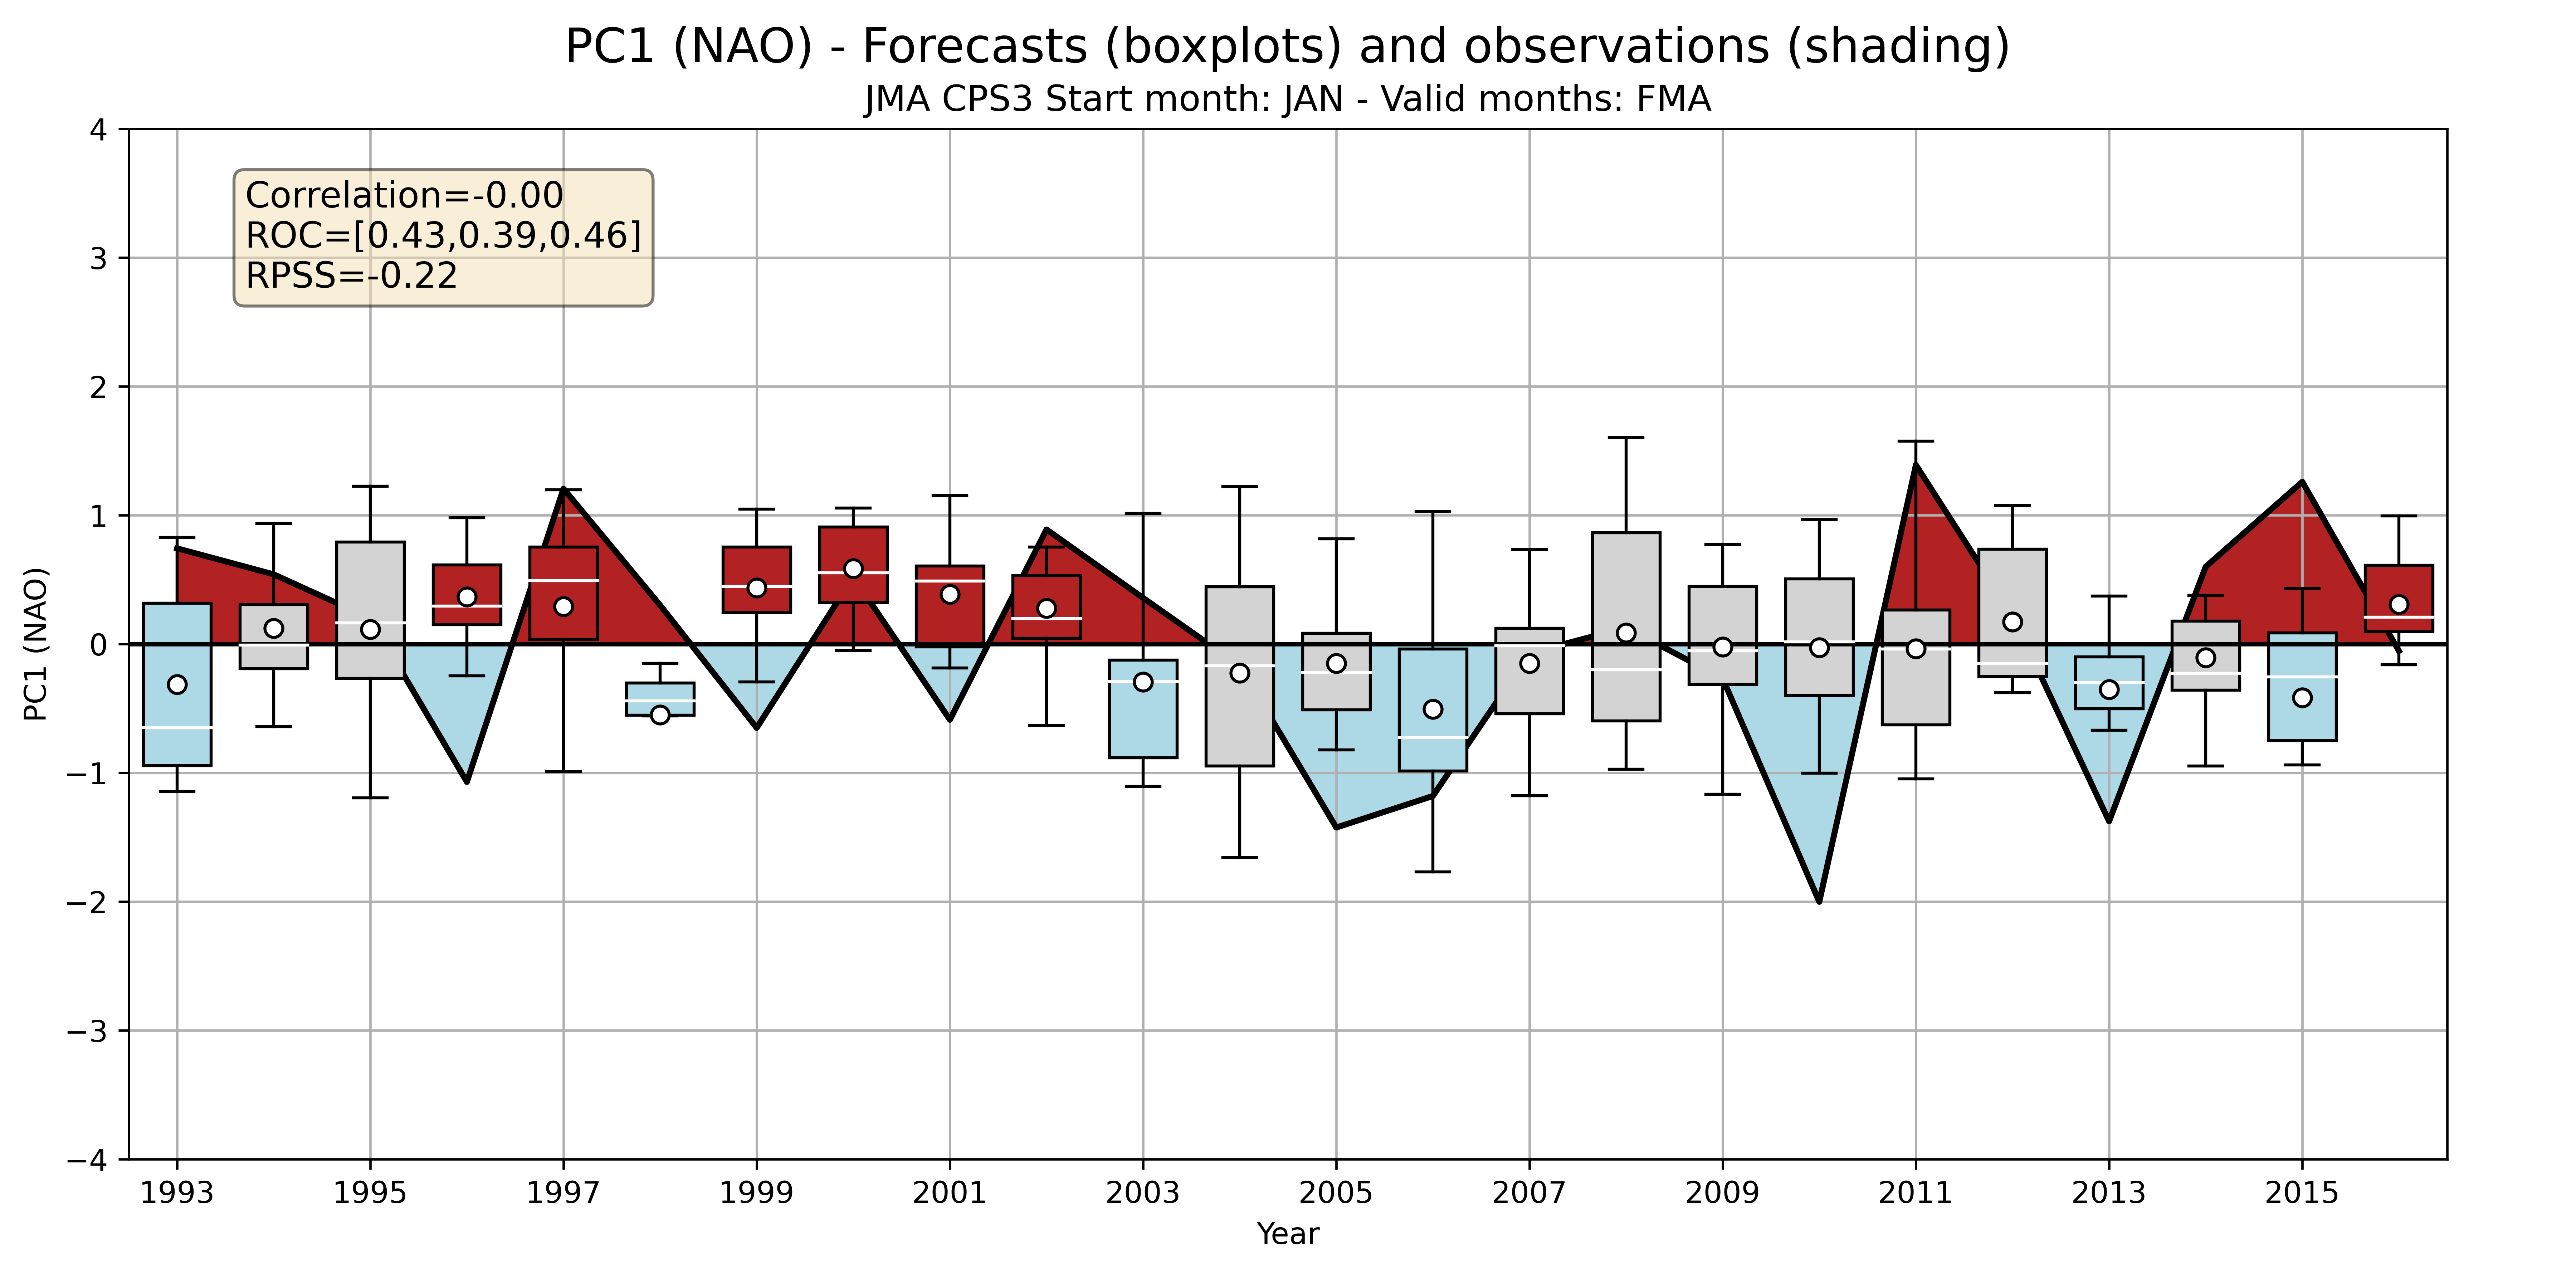 PC1 (NAO) - Forecasts (boxplots) and observations (shading)
JMA CPS3 Start month: JAN - Valid months: FMA
Correlation=-0.00
ROC=[0.43,0.39,0.46]
RPSS=-0.22
PC1 (NAO)
4
3
2
1
0
−1
−2
−3
−4
1993 1995 1997 1999 2001 2003 2005 2007 2009 2011 2013 2015
Year